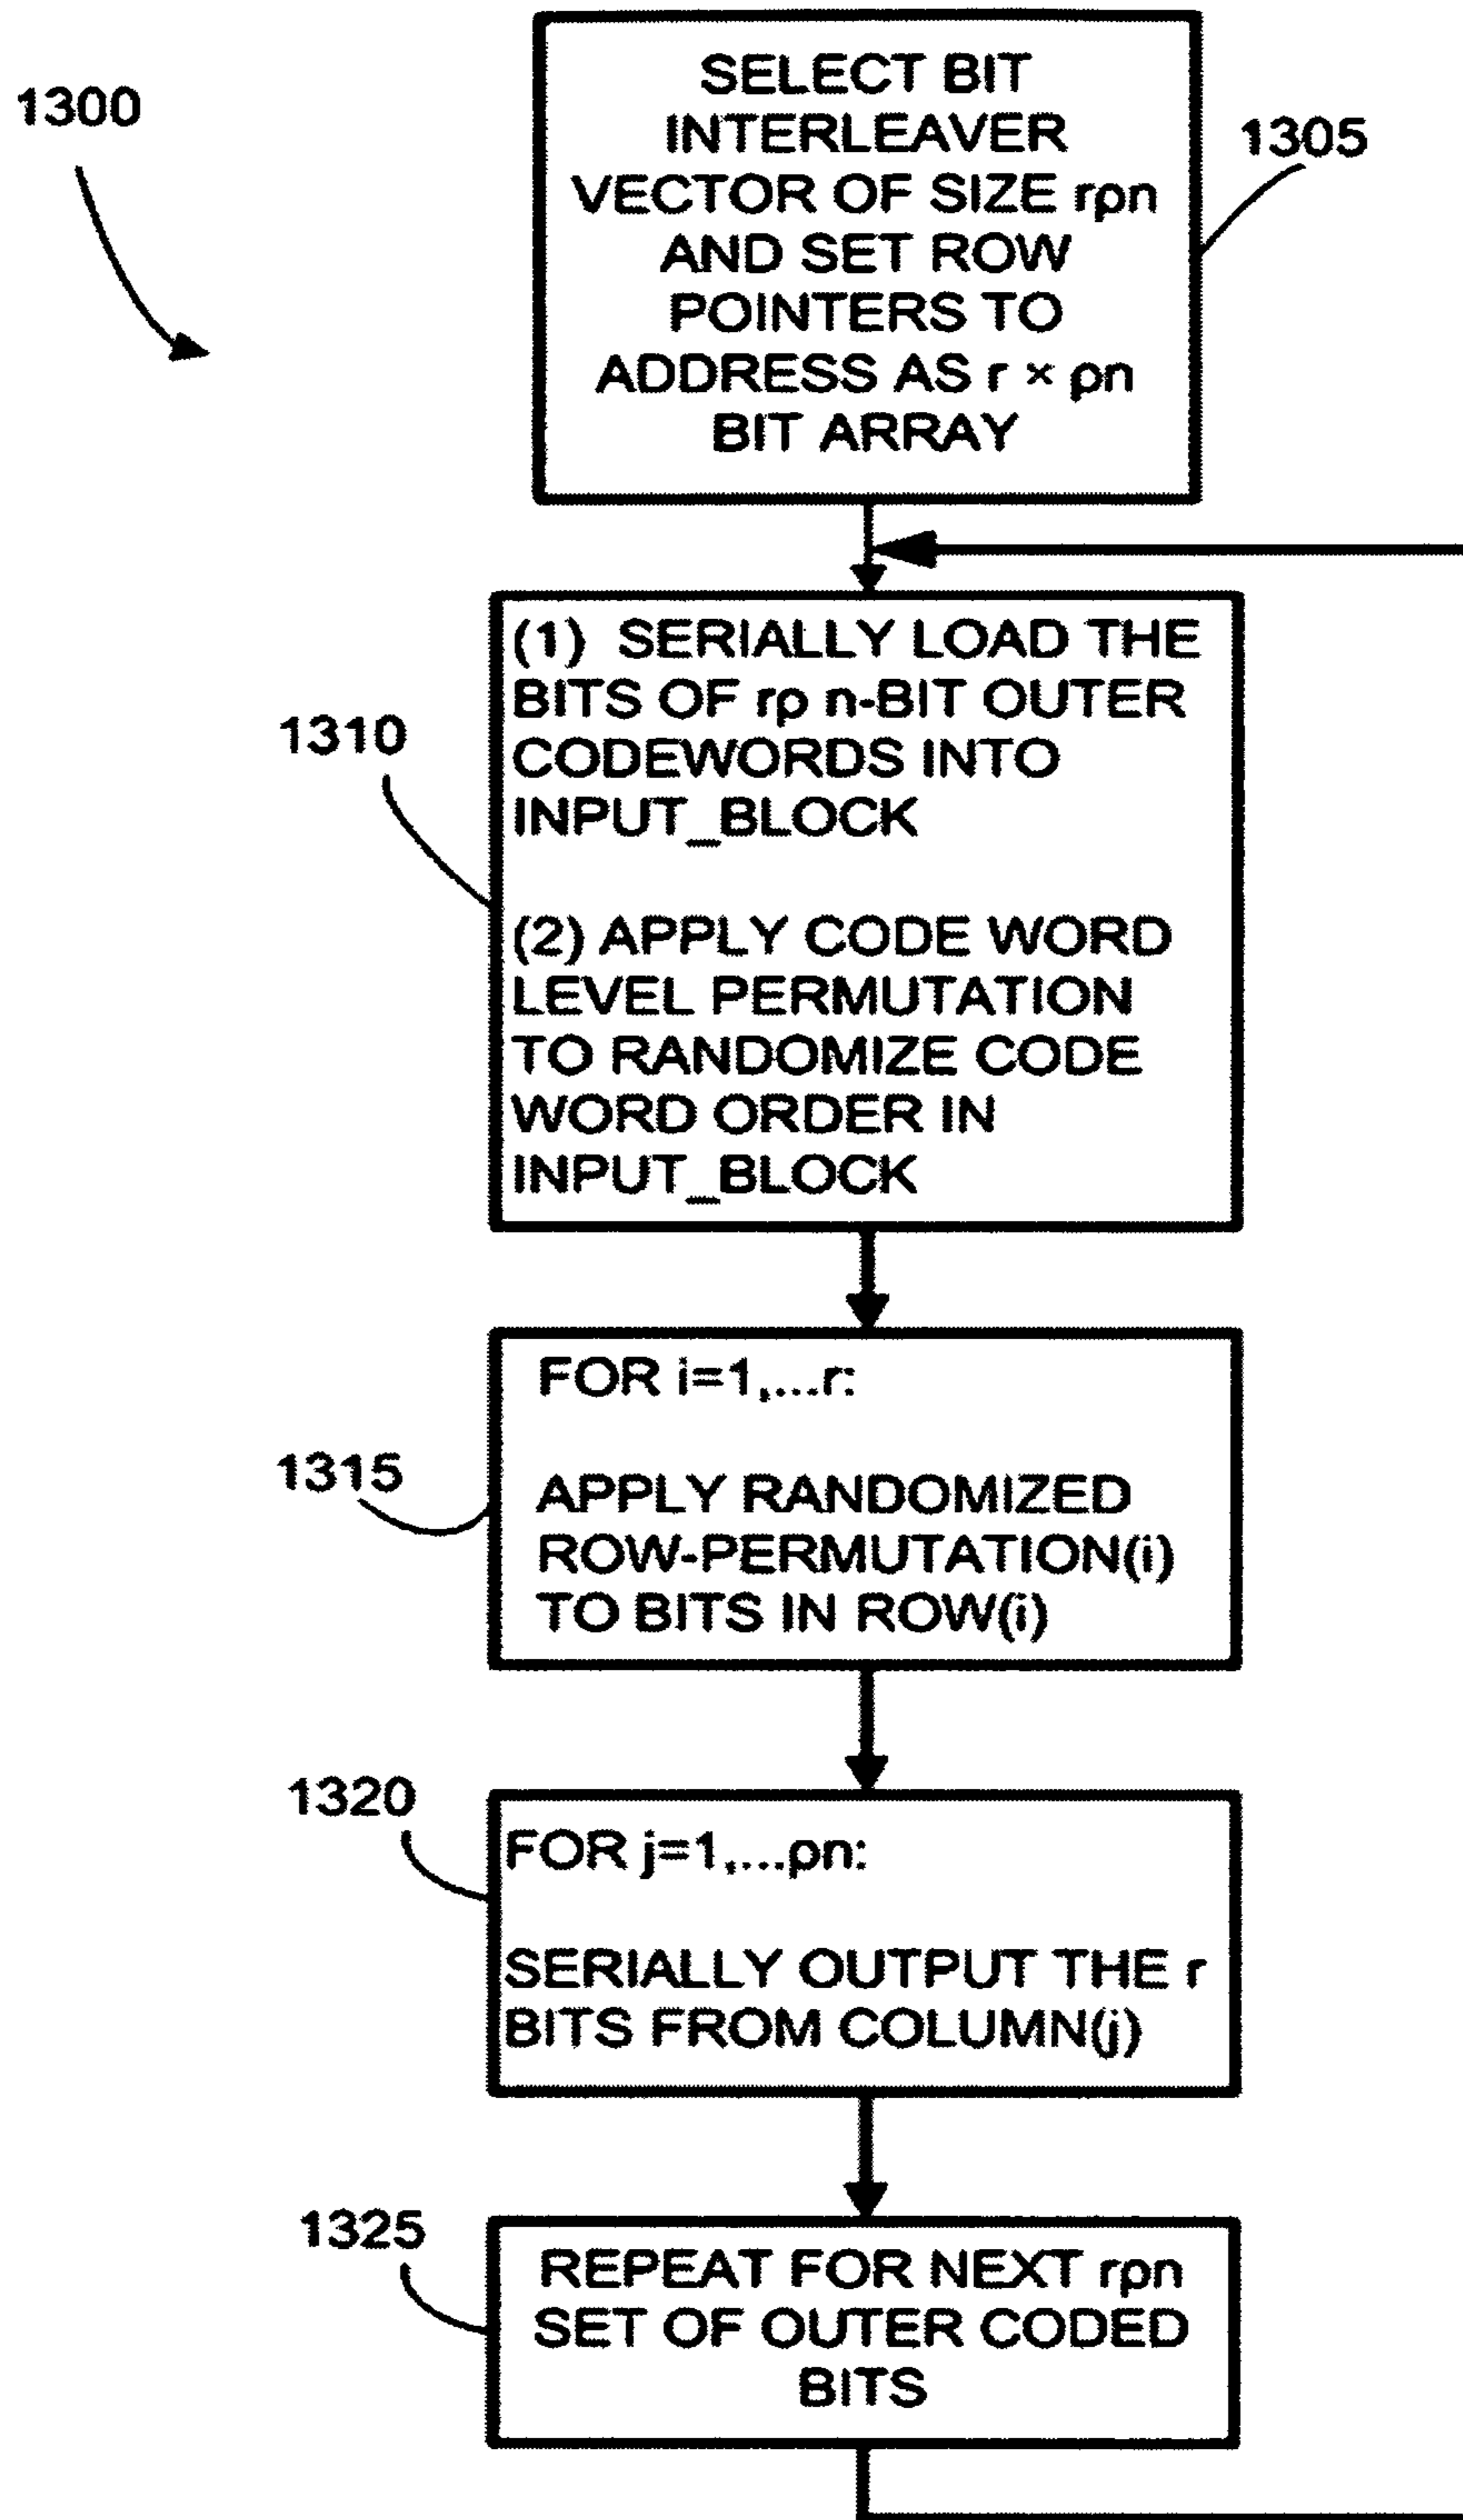 1300
SELECT BIT
INTERLEAVER
VECTOR OF SIZE rρn
AND SET ROW
POINTERS TO
ADDRESS AS r × ρn
BIT ARRAY
1305
(1) SERIALLY LOAD THE
BITS OF rρ n-BIT OUTER
CODEWORDS INTO
INPUT_BLOCK
(2) APPLY CODE WORD
LEVEL PERMUTATION
TO RANDOMIZE CODE
WORD ORDER IN
INPUT_BLOCK
1310
FOR i=1,...r:
APPLY RANDOMIZED
ROW-PERMUTATION(i)
TO BITS IN ROW(i)
1315
FOR j=1,...ρn:
SERIALLY OUTPUT THE r
BITS FROM COLUMN(j)
1320
REPEAT FOR NEXT rρn
SET OF OUTER CODED
BITS
1325